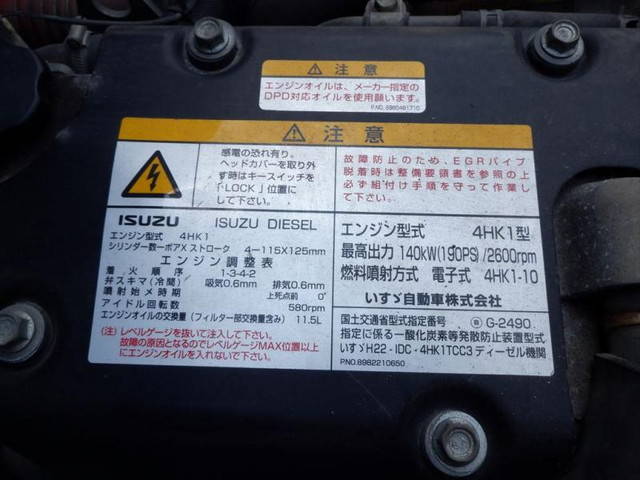 ⚠ 注意
エンジンオイルは、メーカー指定の
DPD対応オイルを使用願います。
P.NO.8980481710
⚠ 注意
感電の恐れ有り。
ヘッドカバーを取り外
す時はキースイッチを
「LOCK」位置に
して下さい。
故障防止のため、EGRパイプ
脱着時は整備要領書を参照の上
必ず組付け手順を守って作業し
て下さい。
ISUZU ISUZU DIESEL
エンジン型式 4HK1
シリンダー数ーボアXストローク 4-115X125mm
エンジン調整表
着火順序 1-3-4-2
弁スキマ(冷間) 吸気0.6mm 排気0.6mm
噴射始メ時期 上死点前 0°
アイドル回転数 580rpm
エンジンオイルの交換量(フィルター部交換量含み) 11.5L
(注)レベルゲージを抜いて注入して下さい。
故障の原因となるのでレベルゲージMAX位置以上
にエンジンオイルを入れないで下さい。
エンジン型式 4HK1型
最高出力 140kW(190PS)/2600rpm
燃料噴射方式 電子式 4HK1-10
いすゞ自動車株式会社
国土交通省型式指定番号 G-2490
指定に係る一酸化炭素等発散防止装置型式
いすゞH22-IDC-4HK1TCC3ディーゼル機関
P.NO.8982210650